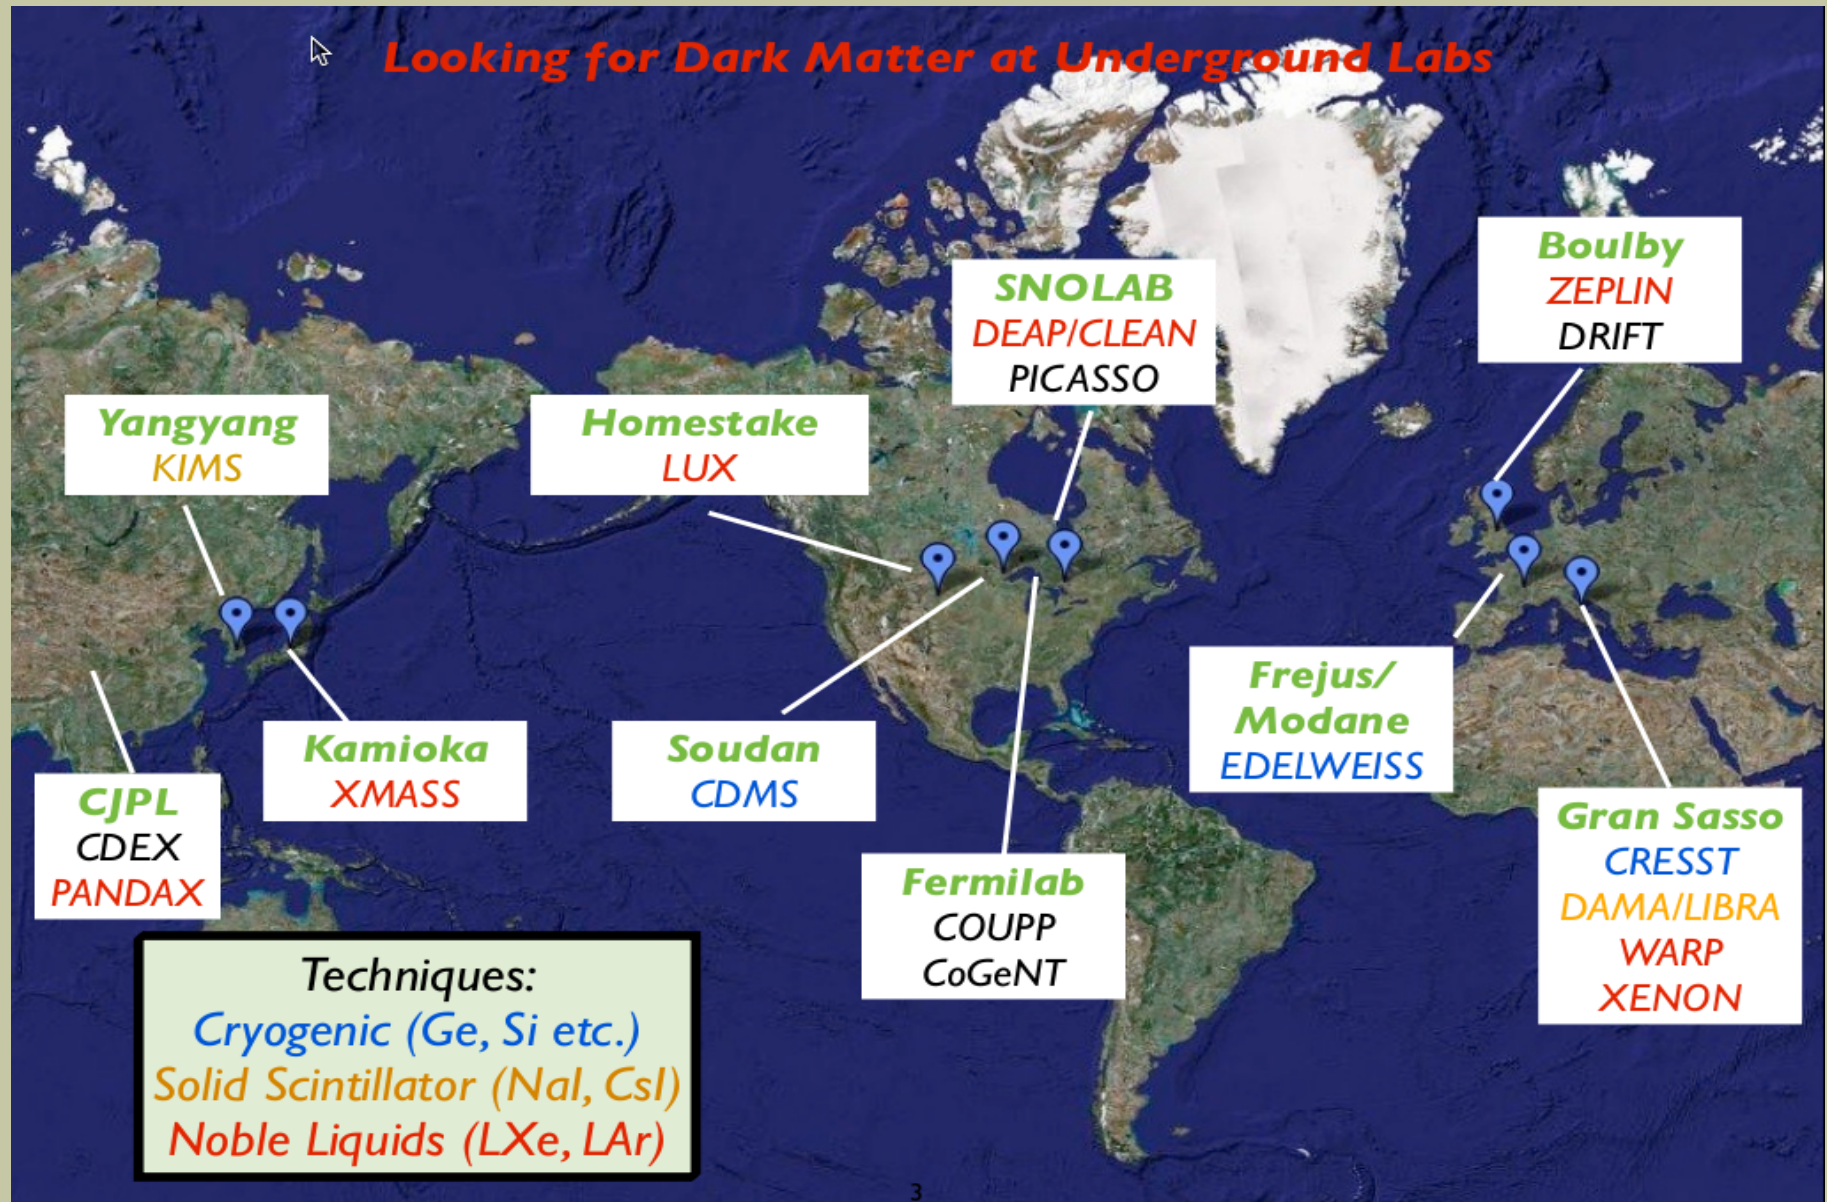 Looking for Dark Matter at Underground Labs
Boulby
ZEPLIN
DRIFT
SNOLAB
DEAP/CLEAN
PICASSO
Yangyang
KIMS
Homestake
LUX
Frejus/
Modane
EDELWEISS
Kamioka
XMASS
Soudan
CDMS
CJPL
CDEX
PANDAX
Gran Sasso
CRESST
DAMA/LIBRA
WARP
XENON
Fermilab
COUPP
CoGeNT
Techniques:
Cryogenic (Ge, Si etc.)
Solid Scintillator (NaI, CsI)
Noble Liquids (LXe, LAr)
3